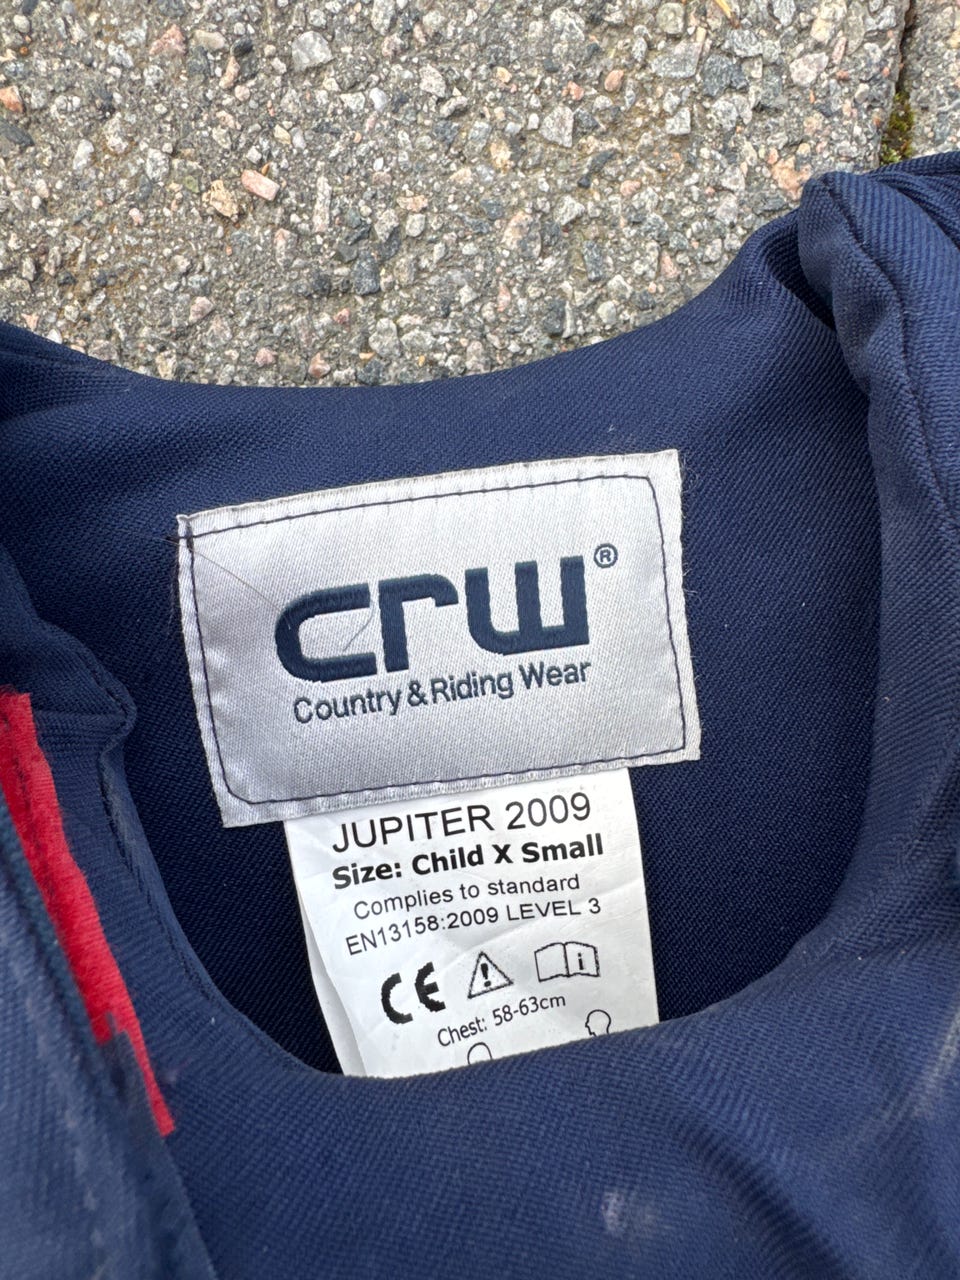 crw®
Country & Riding Wear
JUPITER 2009
Size: Child X Small
Complies to standard
EN13158:2009 LEVEL 3
CE
i
Chest: 58-63cm